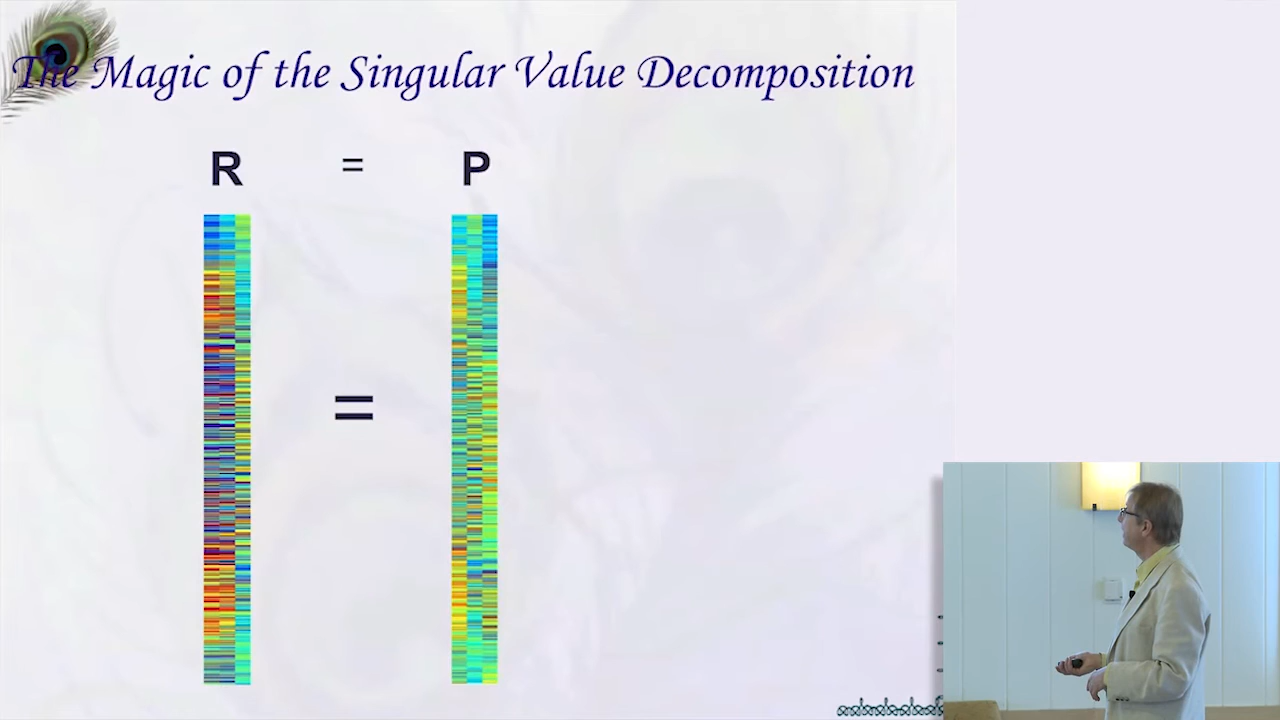 The Magic of the Singular Value Decomposition
R = P
=